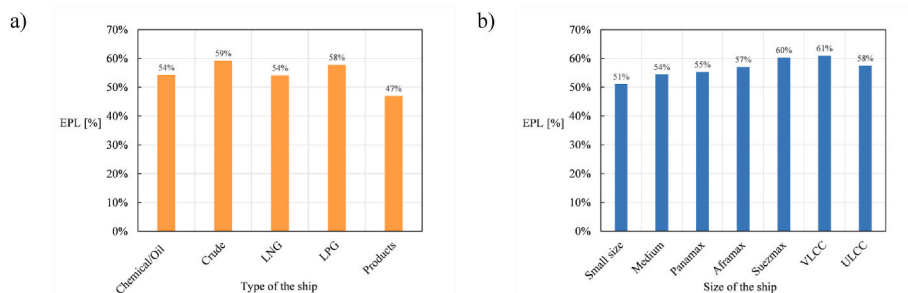 a)
70%
60%
50%
40%
30%
20%
10%
0%
EPL [%]
54%
59%
54%
58%
47%
Chemical/Oil
Crude
LNG
LPG
Products
Type of the ship
b)
70%
60%
50%
40%
30%
20%
10%
0%
EPL [%]
51%
54%
55%
57%
60%
61%
58%
Small size
Medium
Panamax
Aframax
Suezmax
VLCC
ULCC
Size of the ship